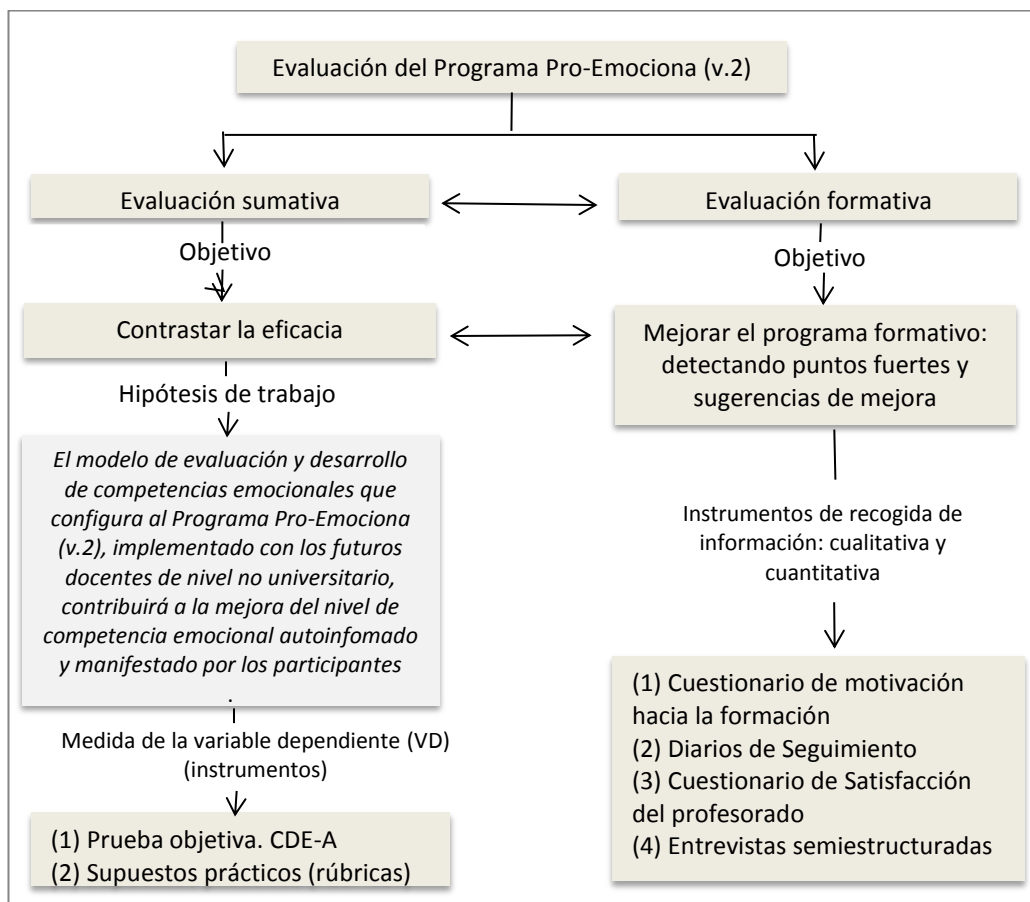 Evaluación del Programa Pro-Emociona (v.2)
Evaluación sumativa
Evaluación formativa
Objetivo
Objetivo
Contrastar la eficacia
Mejorar el programa formativo:
detectando puntos fuertes y
sugerencias de mejora
Hipótesis de trabajo
El modelo de evaluación y desarrollo
de competencias emocionales que
configura al Programa Pro-Emociona
(v.2), implementado con los futuros
docentes de nivel no universitario,
contribuirá a la mejora del nivel de
competencia emocional autoinfomado
y manifestado por los participantes
.
Instrumentos de recogida de
información: cualitativa y
cuantitativa
Medida de la variable dependiente (VD)
(instrumentos)
(1) Prueba objetiva. CDE-A
(2) Supuestos prácticos (rúbricas)
(1) Cuestionario de motivación
hacia la formación
(2) Diarios de Seguimiento
(3) Cuestionario de Satisfacción
del profesorado
(4) Entrevistas semiestructuradas